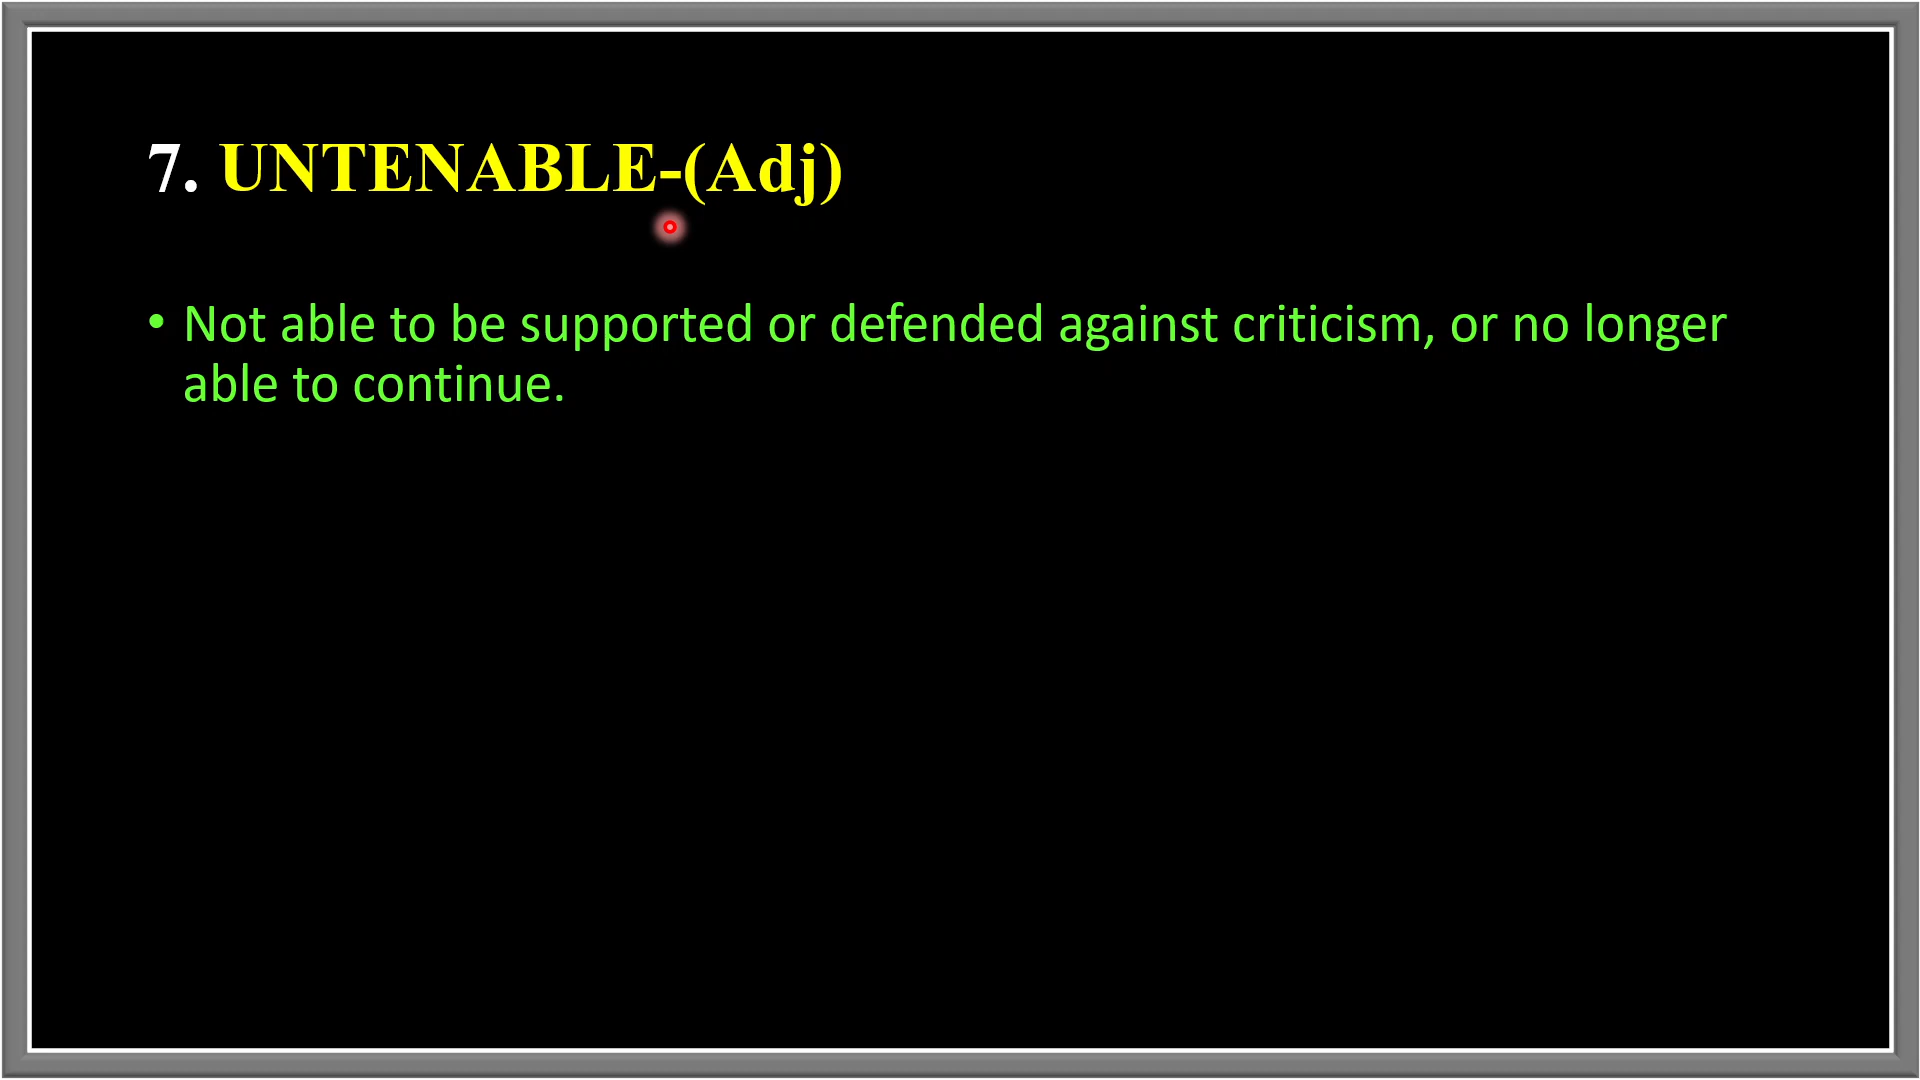 7. UNTENABLE-(Adj)
• Not able to be supported or defended against criticism, or no longer
able to continue.